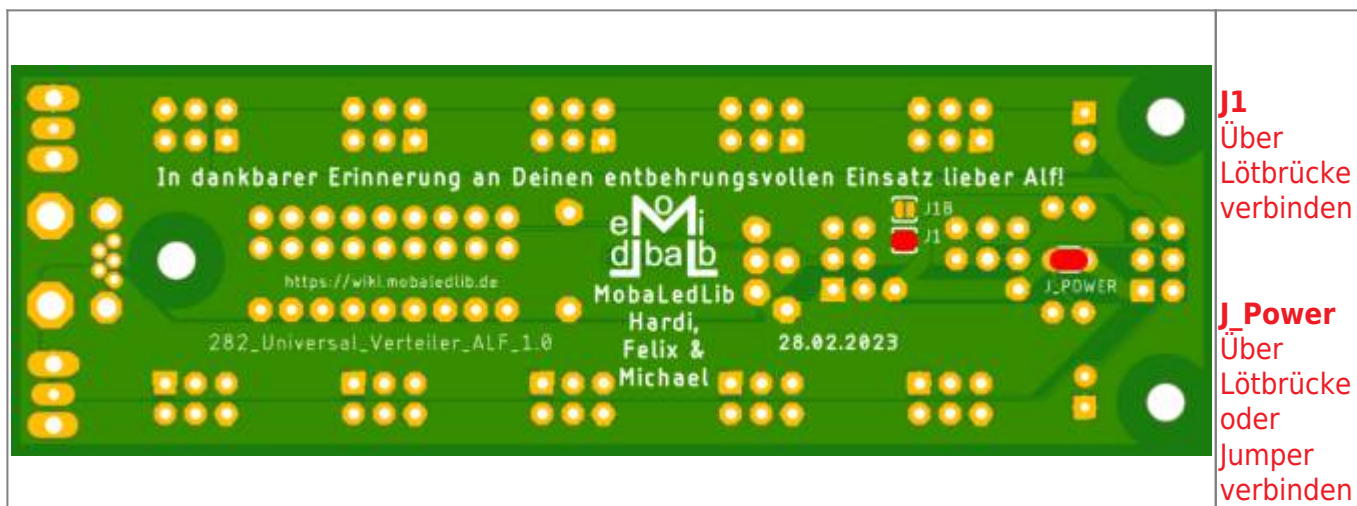 In dankbarer Erinnerung an Deinen entbehrungsvollen Einsatz lieber Alf!
J1B
J1
J_POWER
MobaLedLib
https://wiki.mobaledlib.de
MobaLedLib
Hardi,
Felix &
Michael
282_Universal_Verteiler_ALF_1.0
28.02.2023
J1
Über
Lötbrücke
verbinden
J_Power
Über
Lötbrücke
oder
Jumper
verbinden